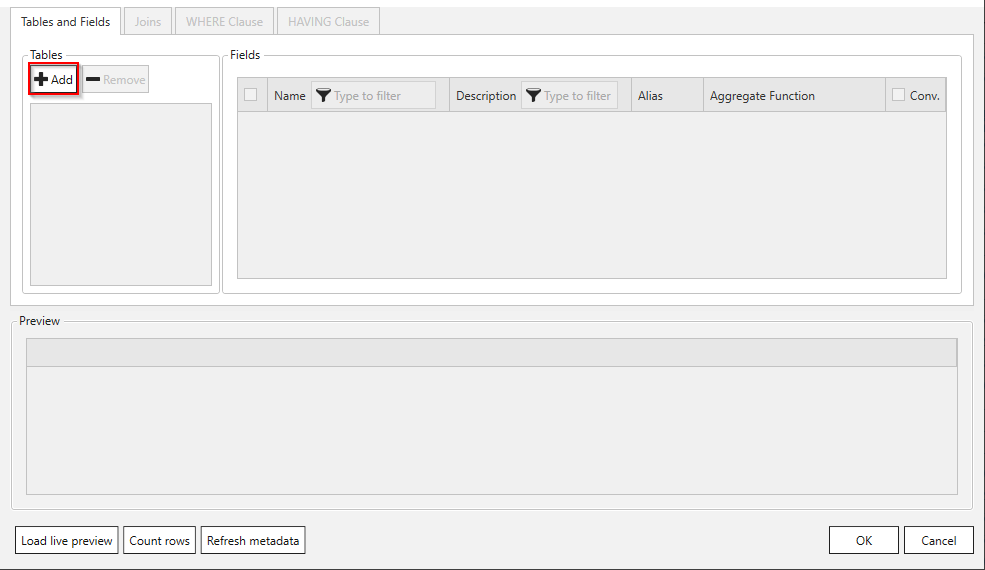 Tables and Fields
Joins
WHERE Clause
HAVING Clause
Tables
Fields
Add
Remove
Name
Type to filter
Description
Type to filter
Alias
Aggregate Function
Conv.
Preview
Load live preview
Count rows
Refresh metadata
OK
Cancel